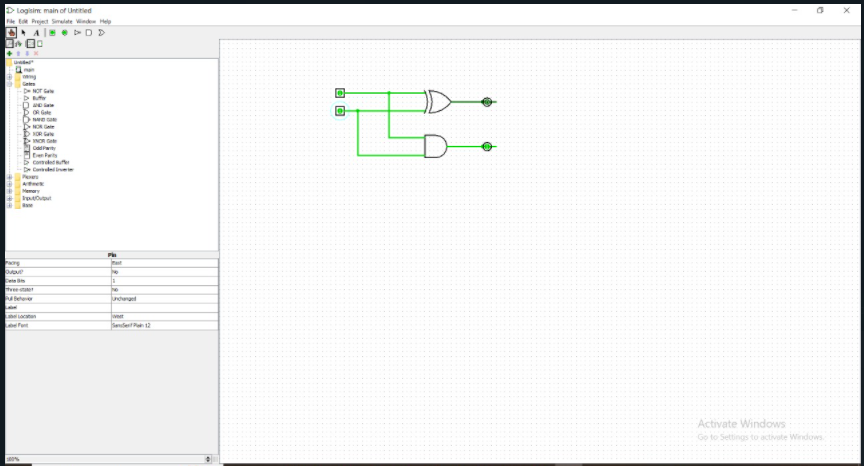 Logisim: main of Untitled
File Edit Project Simulate Window Help
A
Untitled*
main
Wiring
Gates
NOT Gate
Buffer
AND Gate
OR Gate
NAND Gate
NOR Gate
XOR Gate
XNOR Gate
Odd Parity
Even Parity
Controlled Buffer
Controlled Inverter
Plexers
Arithmetic
Memory
Input/Output
Base
Pin
Facing East
Output? No
Data Bits 1
Three-state? No
Pull Behavior Unchanged
Label
Label Location West
Label Font SansSerif Plain 12
Activate Windows
Go to Settings to activate Windows.